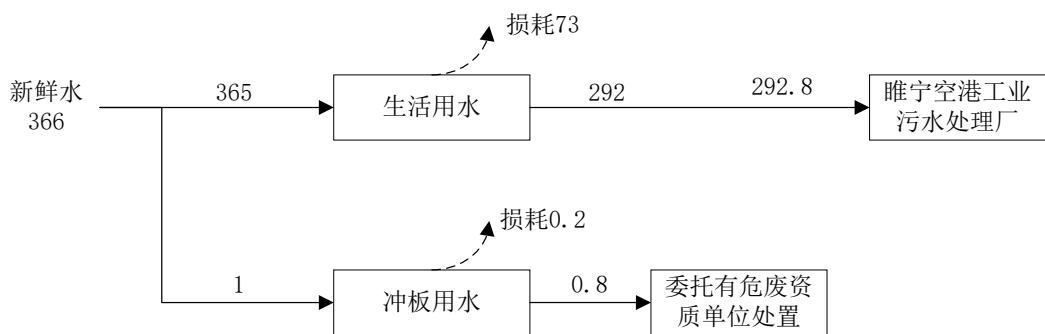 损耗73
新鲜水
366
365
生活用水
292
292.8
睢宁空港工业
污水处理厂
损耗0.2
1
冲板用水
0.8
委托有危废资
质单位处置